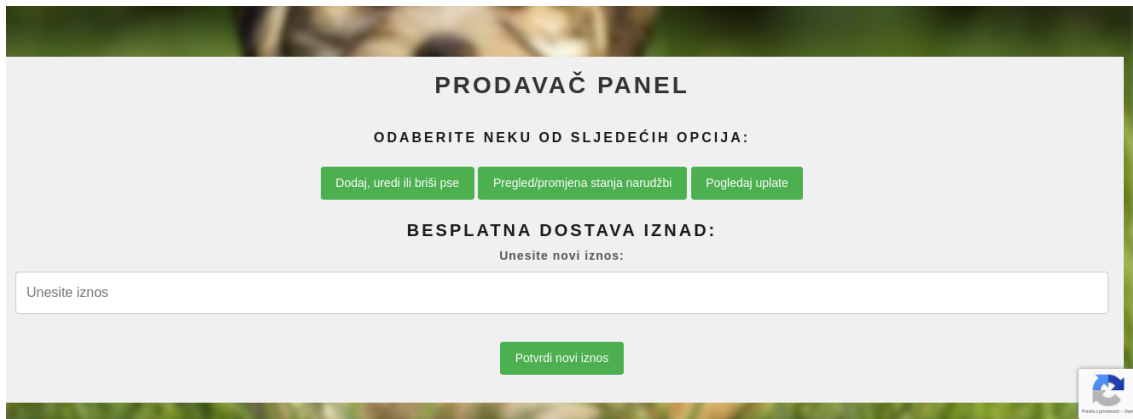 PRODAVAČ PANEL
ODABERITE NEKU OD SLJEDEĆIH OPCIJA:
Dodaj, uredi ili briši pse Pregled/promjena stanja narudžbi Pogledaj uplate
BESPLATNA DOSTAVA IZNAD:
Unesite novi iznos:
Unesite iznos
Potvrdi novi iznos